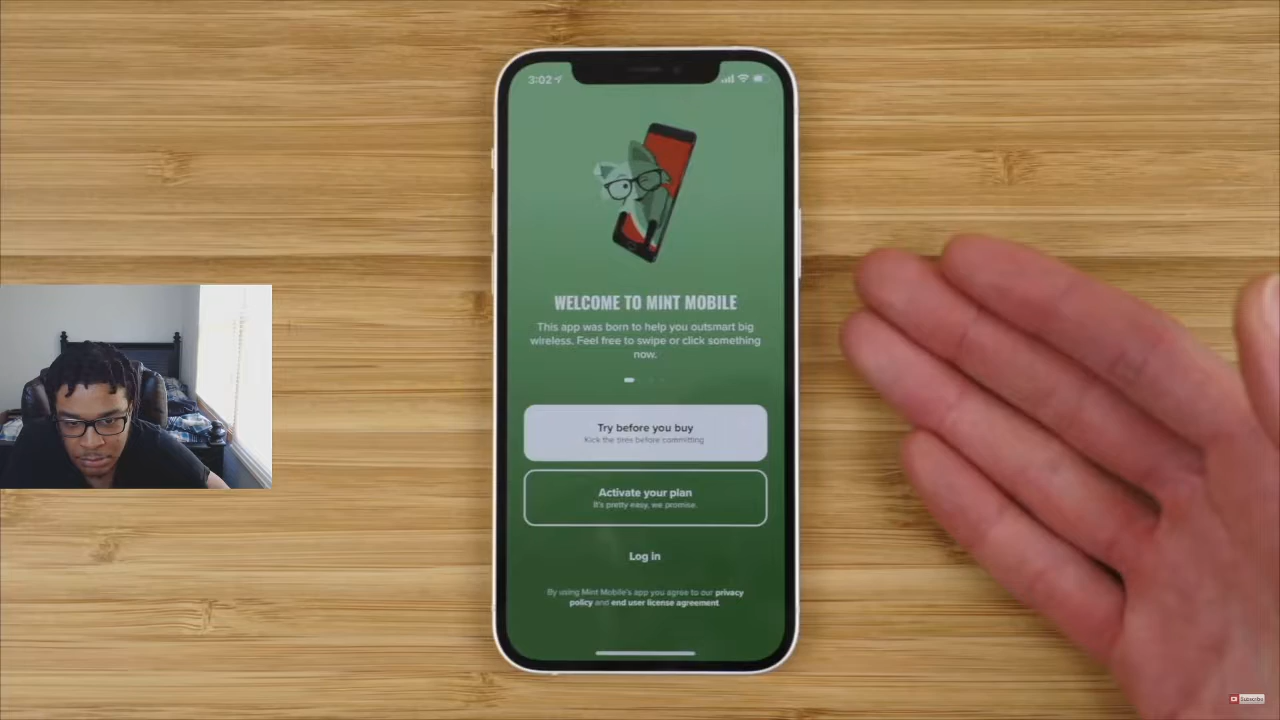 3:02
WELCOME TO MINT MOBILE
This app was born to help you outsmart big
wireless. Feel free to swipe or click something
now.
Try before you buy
Kick the tires before committing
Activate your plan
It's pretty easy, we promise.
Log in
By using Mint Mobile's app you agree to our privacy
policy and end user license agreement
Subscribe